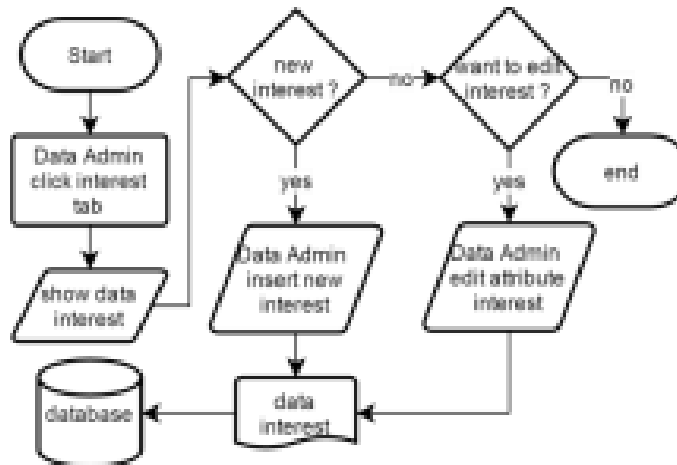 Start
Data Admin
click interest
tab
show data
interest
new
interest ?
no
want to edit
interest ?
no
end
yes
yes
Data Admin
insert new
interest
Data Admin
edit attribute
interest
data
interest
database